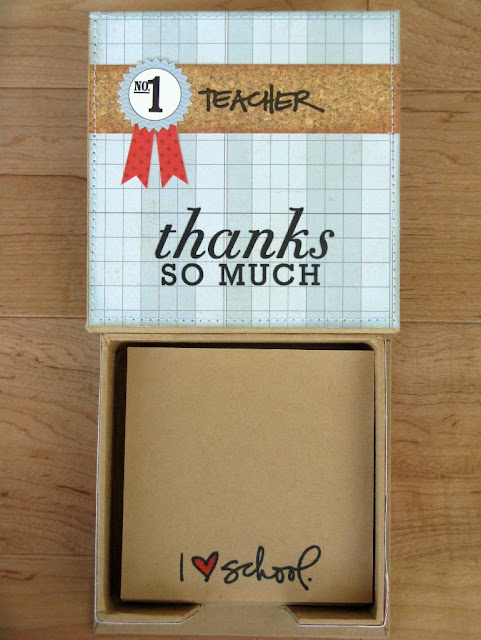 NO. 1 TEACHER
thanks
SO MUCH
I ♥ school.